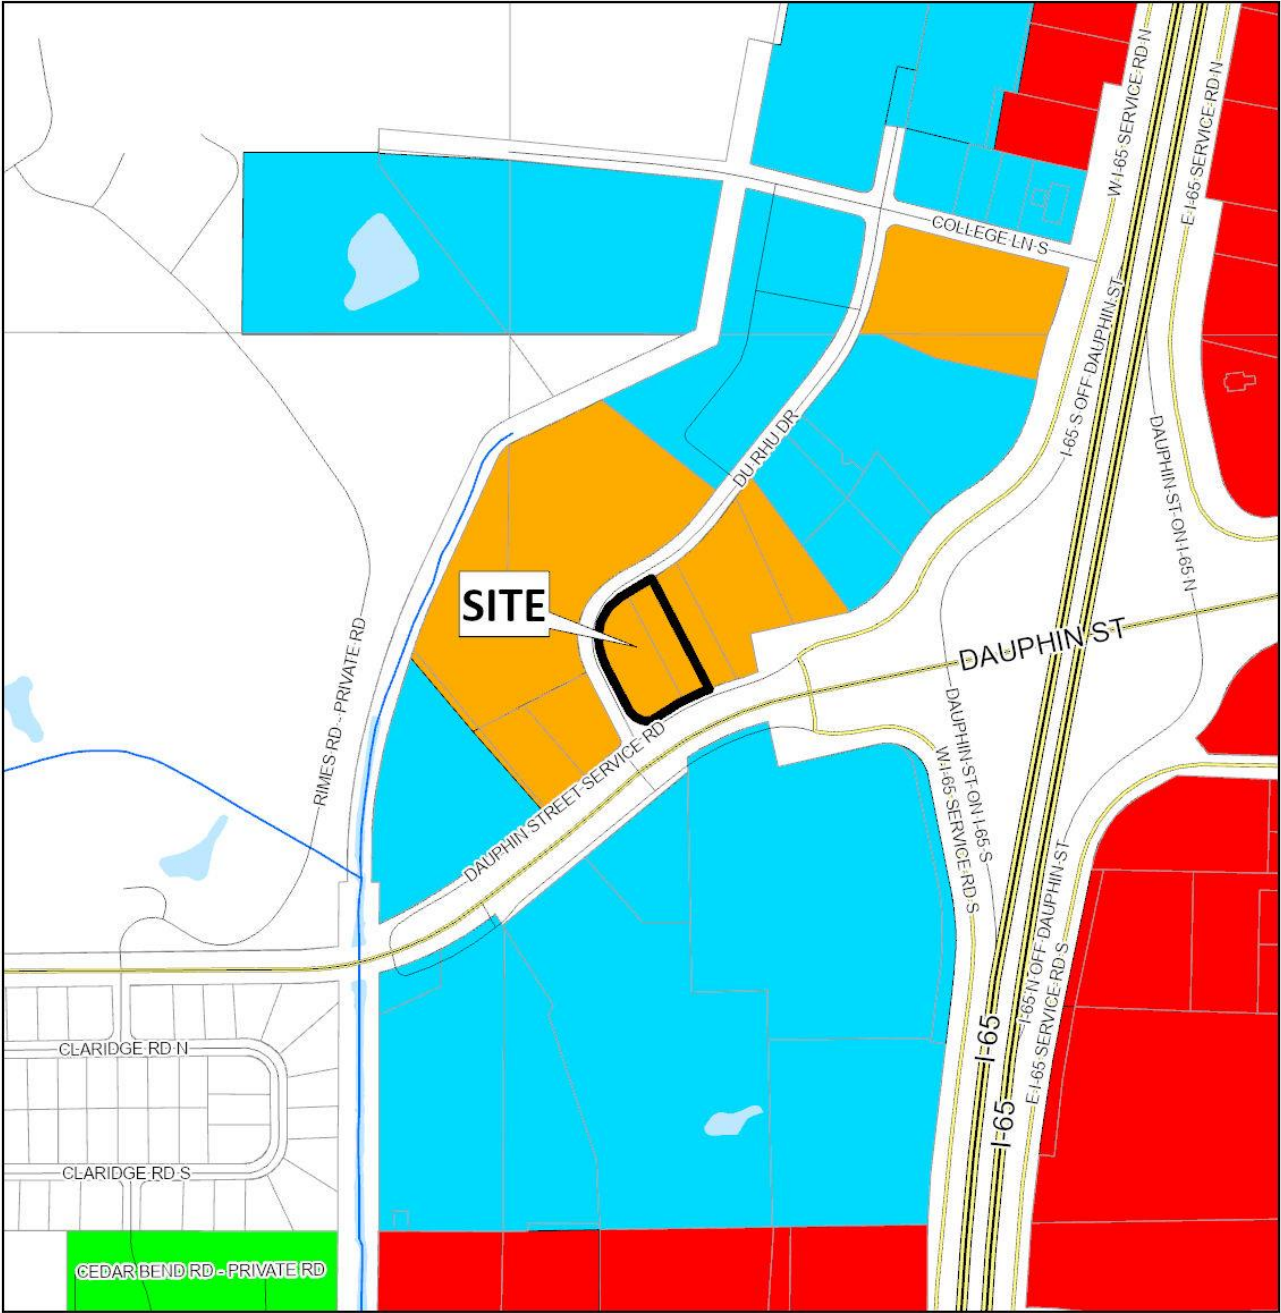 W-I-65 SERVICE RD N
E-I-65 SERVICE RD N
COLLEGE LN S
I-65 S OFF DAUPHIN ST
DU RHU DR
DAUPHIN ST ON I-65 N
SITE
DAUPHIN ST
RIMES RD - PRIVATE RD
DAUPHIN STREET SERVICE RD
DAUPHIN ST ON I-65 S
W-I-65 SERVICE RD S
I-65 N OFF DAUPHIN ST
E-I-65 SERVICE RD S
I-65
I-65
CLARIDGE RD N
CLARIDGE RD S
CEDAR BEND RD - PRIVATE RD